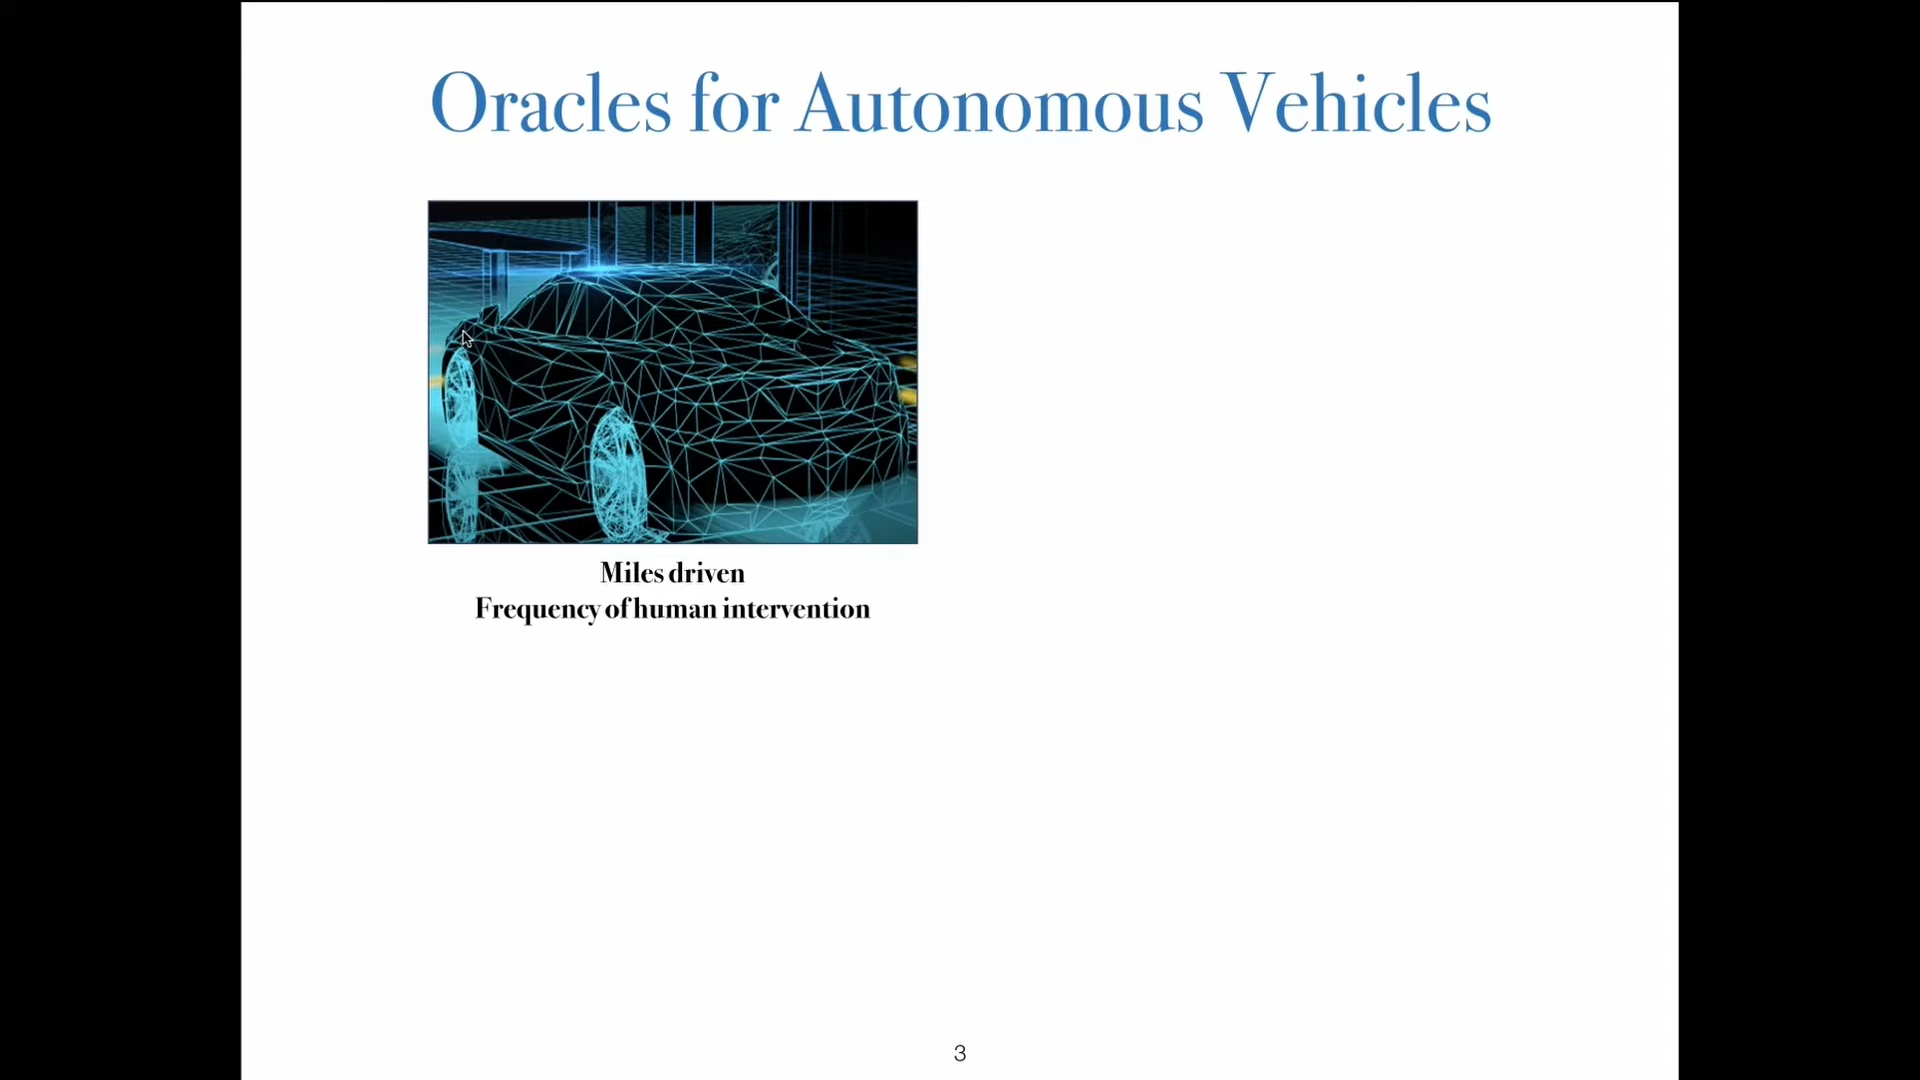 Oracles for Autonomous Vehicles
Miles driven
Frequency of human intervention
3